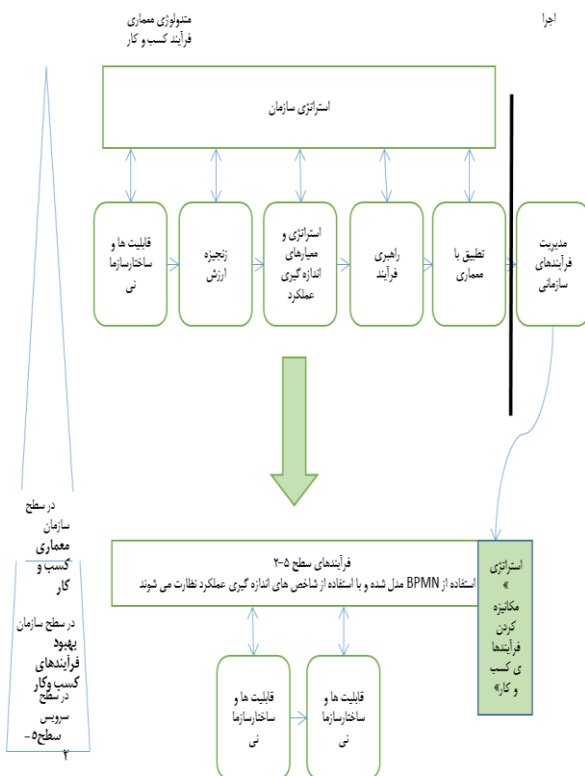 متدولوژی معماری
فرآیند کسب و کار
اجرا
استراتژی سازمان
قابلیت ها و
ساختارسازما
نی
زنجیزه
ارزش
استراتژی و
معیارهای
اندازه گیری
عملکرد
راهبری
فرآیند
تطبیق با
معماری
مدیریت
فرآیندهای
سازمانی
در سطح
سازمان
معماری
کسب و
کار
در سطح سازمان
بهبود
فرآیندهای
کسب وکار
در سطح
سرویس
سطح۵-
۲
فرآیندهای سطح ۵-۲
استفاده از BPMN مدل شده و با استفاده از شاخص های اندازه گیری عملکرد نظارت می شوند
استراتژی
»
مکانیزه
کردن
فرآیندها
ی کسب
و کار»
قابلیت ها و
ساختارسازما
نی
قابلیت ها و
ساختارسازما
نی